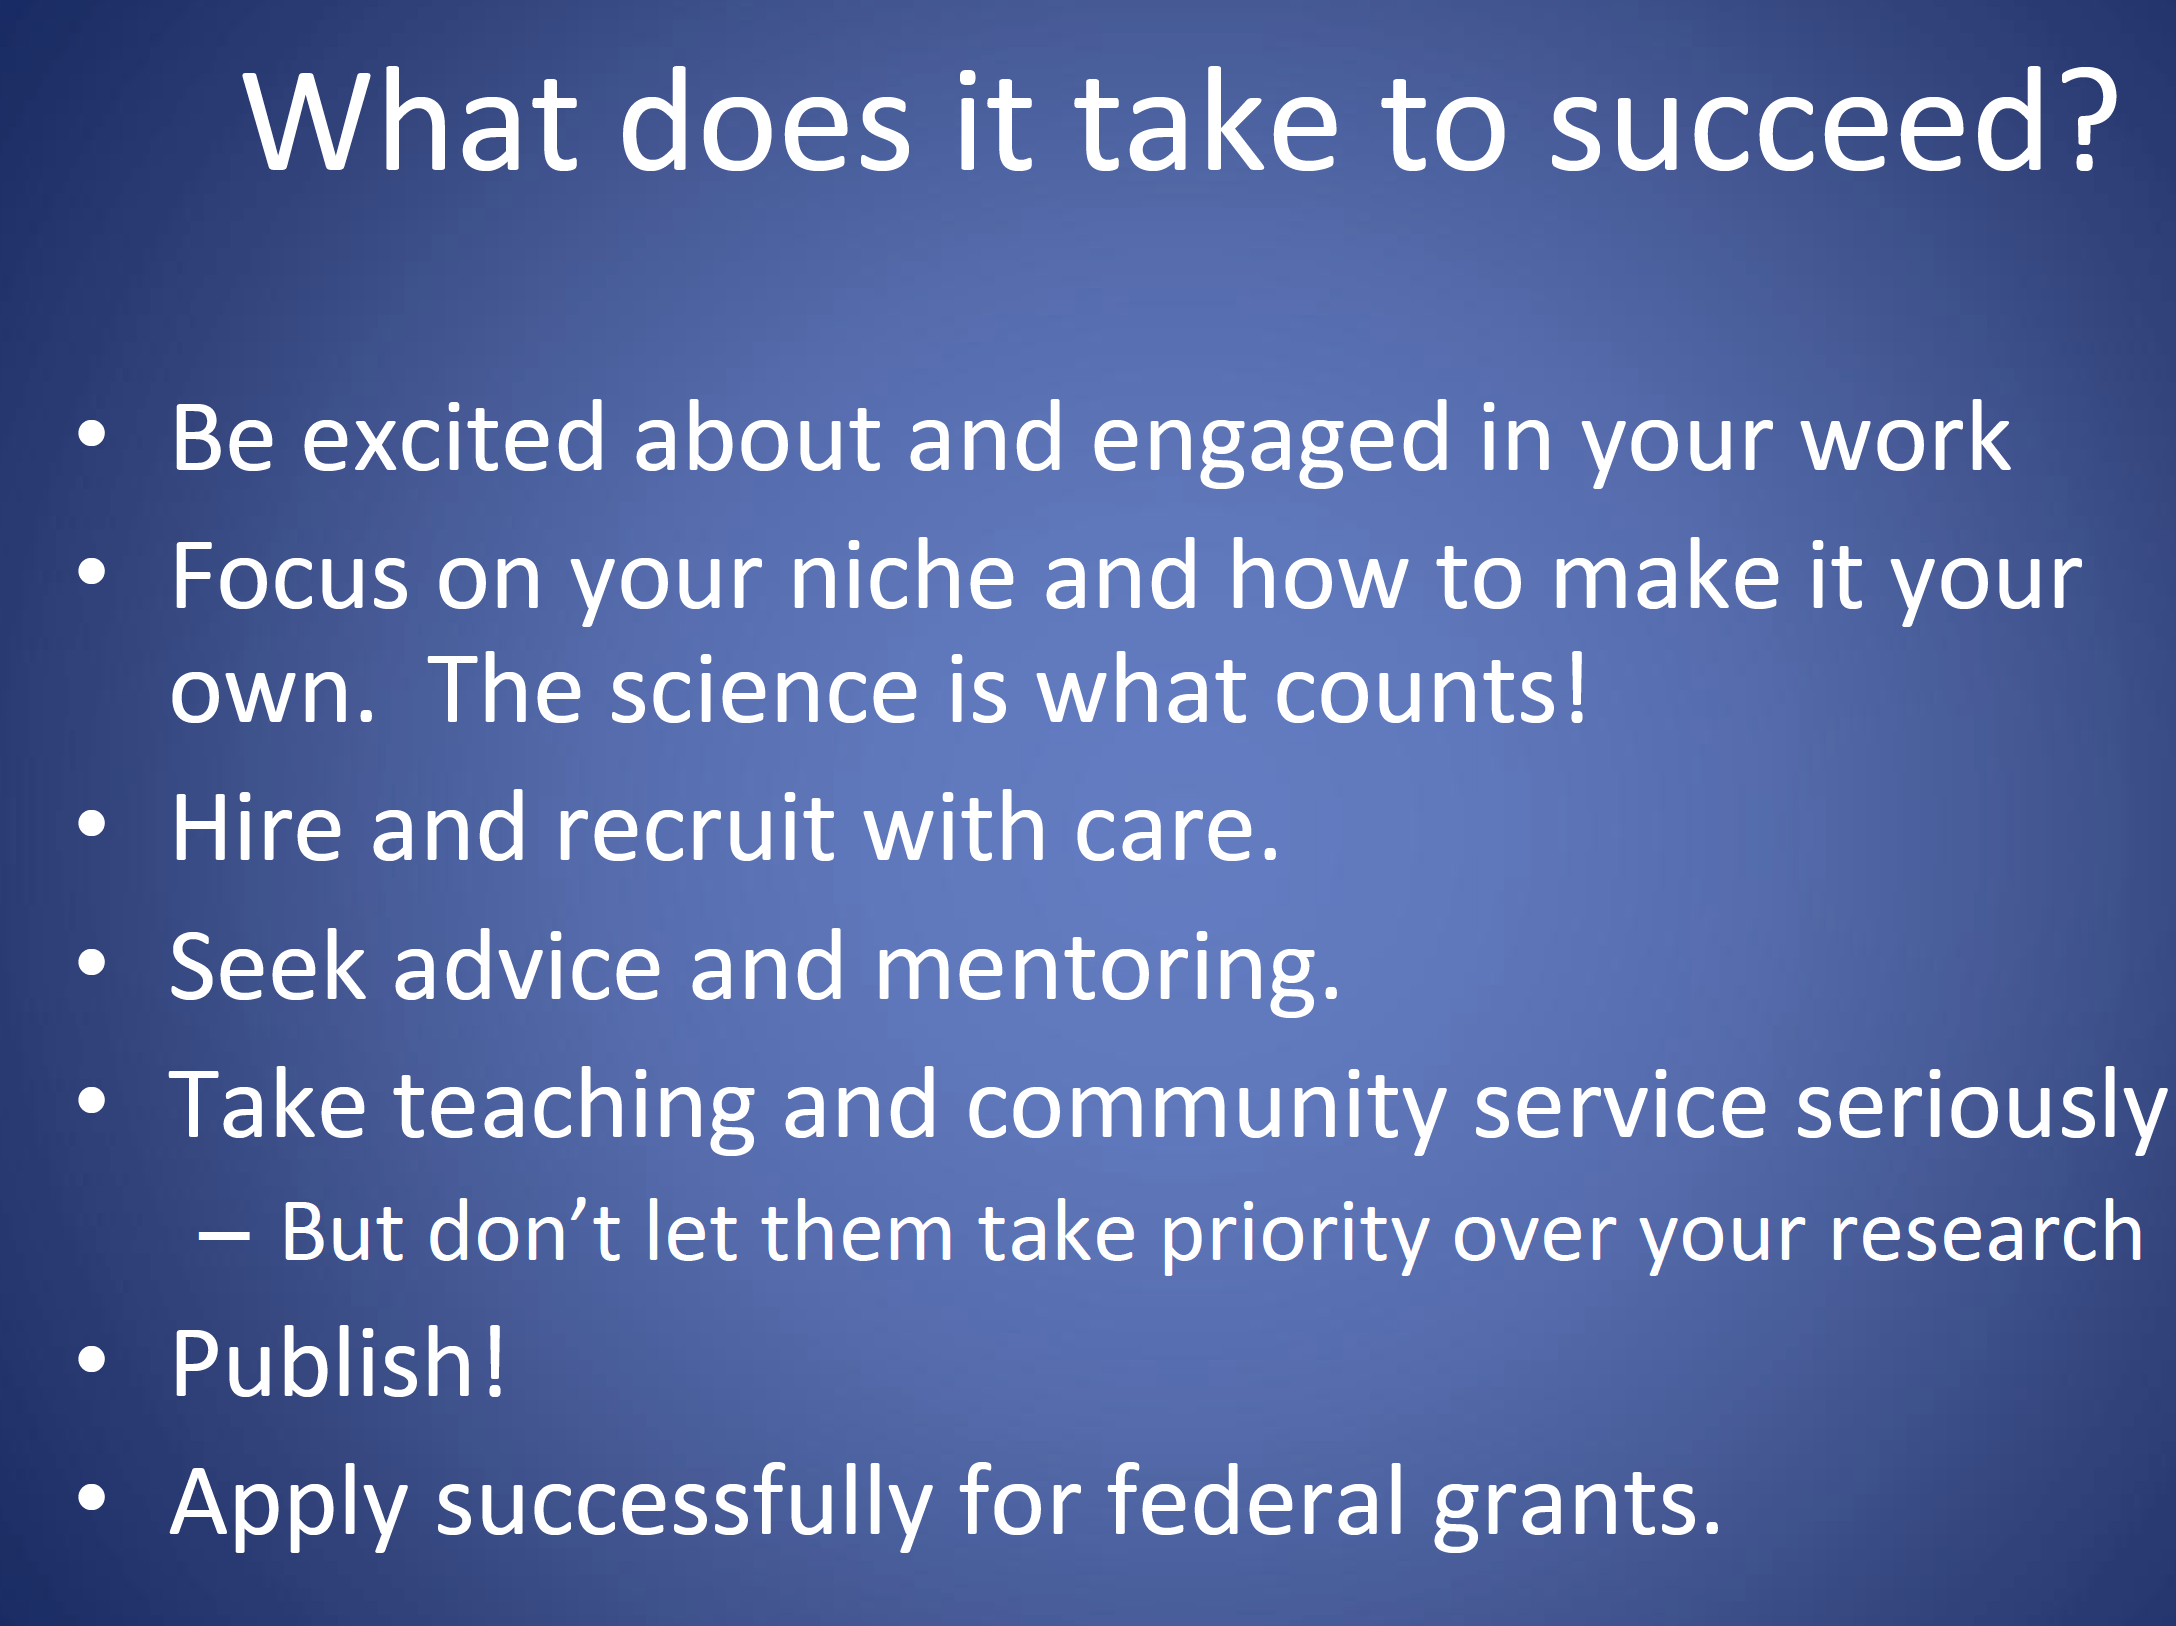 What does it take to succeed?
• Be excited about and engaged in your work
• Focus on your niche and how to make it your
own.  The science is what counts!
• Hire and recruit with care.
• Seek advice and mentoring.
• Take teaching and community service seriously
– But don’t let them take priority over your research
• Publish!
• Apply successfully for federal grants.